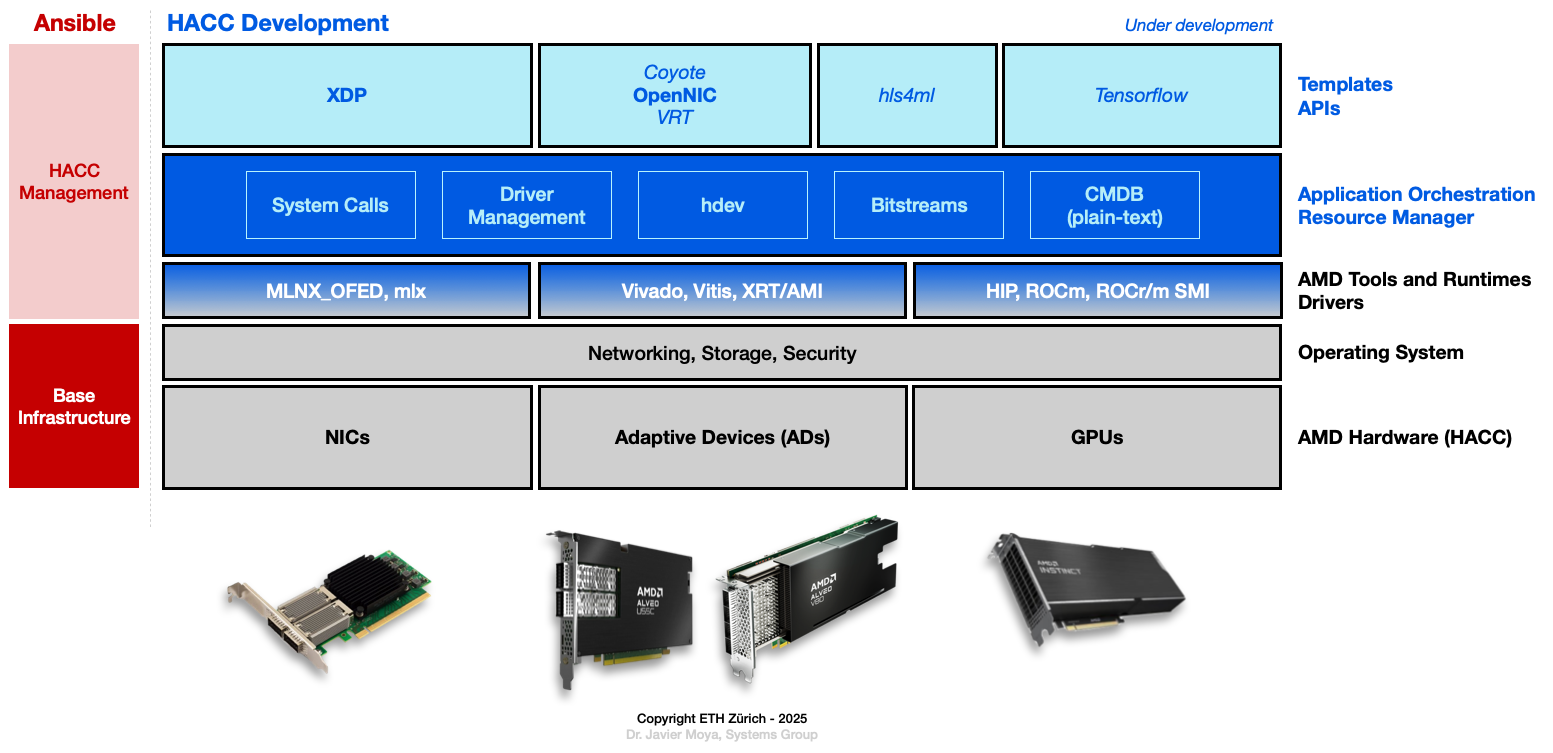 Ansible
HACC Development
Under development
HACC
Management
XDP
Coyote
OpenNIC
VRT
hls4ml
Tensorflow
Templates
APIs
System Calls
Driver
Management
hdev
Bitstreams
CMDB
(plain-text)
Application Orchestration
Resource Manager
MLNX_OFED, mlx
Vivado, Vitis, XRT/AMI
HIP, ROCm, ROCr/m SMI
AMD Tools and Runtimes
Drivers
Base
Infrastructure
Networking, Storage, Security
Operating System
NICs
Adaptive Devices (ADs)
GPUs
AMD Hardware (HACC)
AMD
ALVEO
U55C
AMD
ALVEO
V80
AMD
INSTINCT
Copyright ETH Zürich - 2025
Dr. Javier Moya, Systems Group